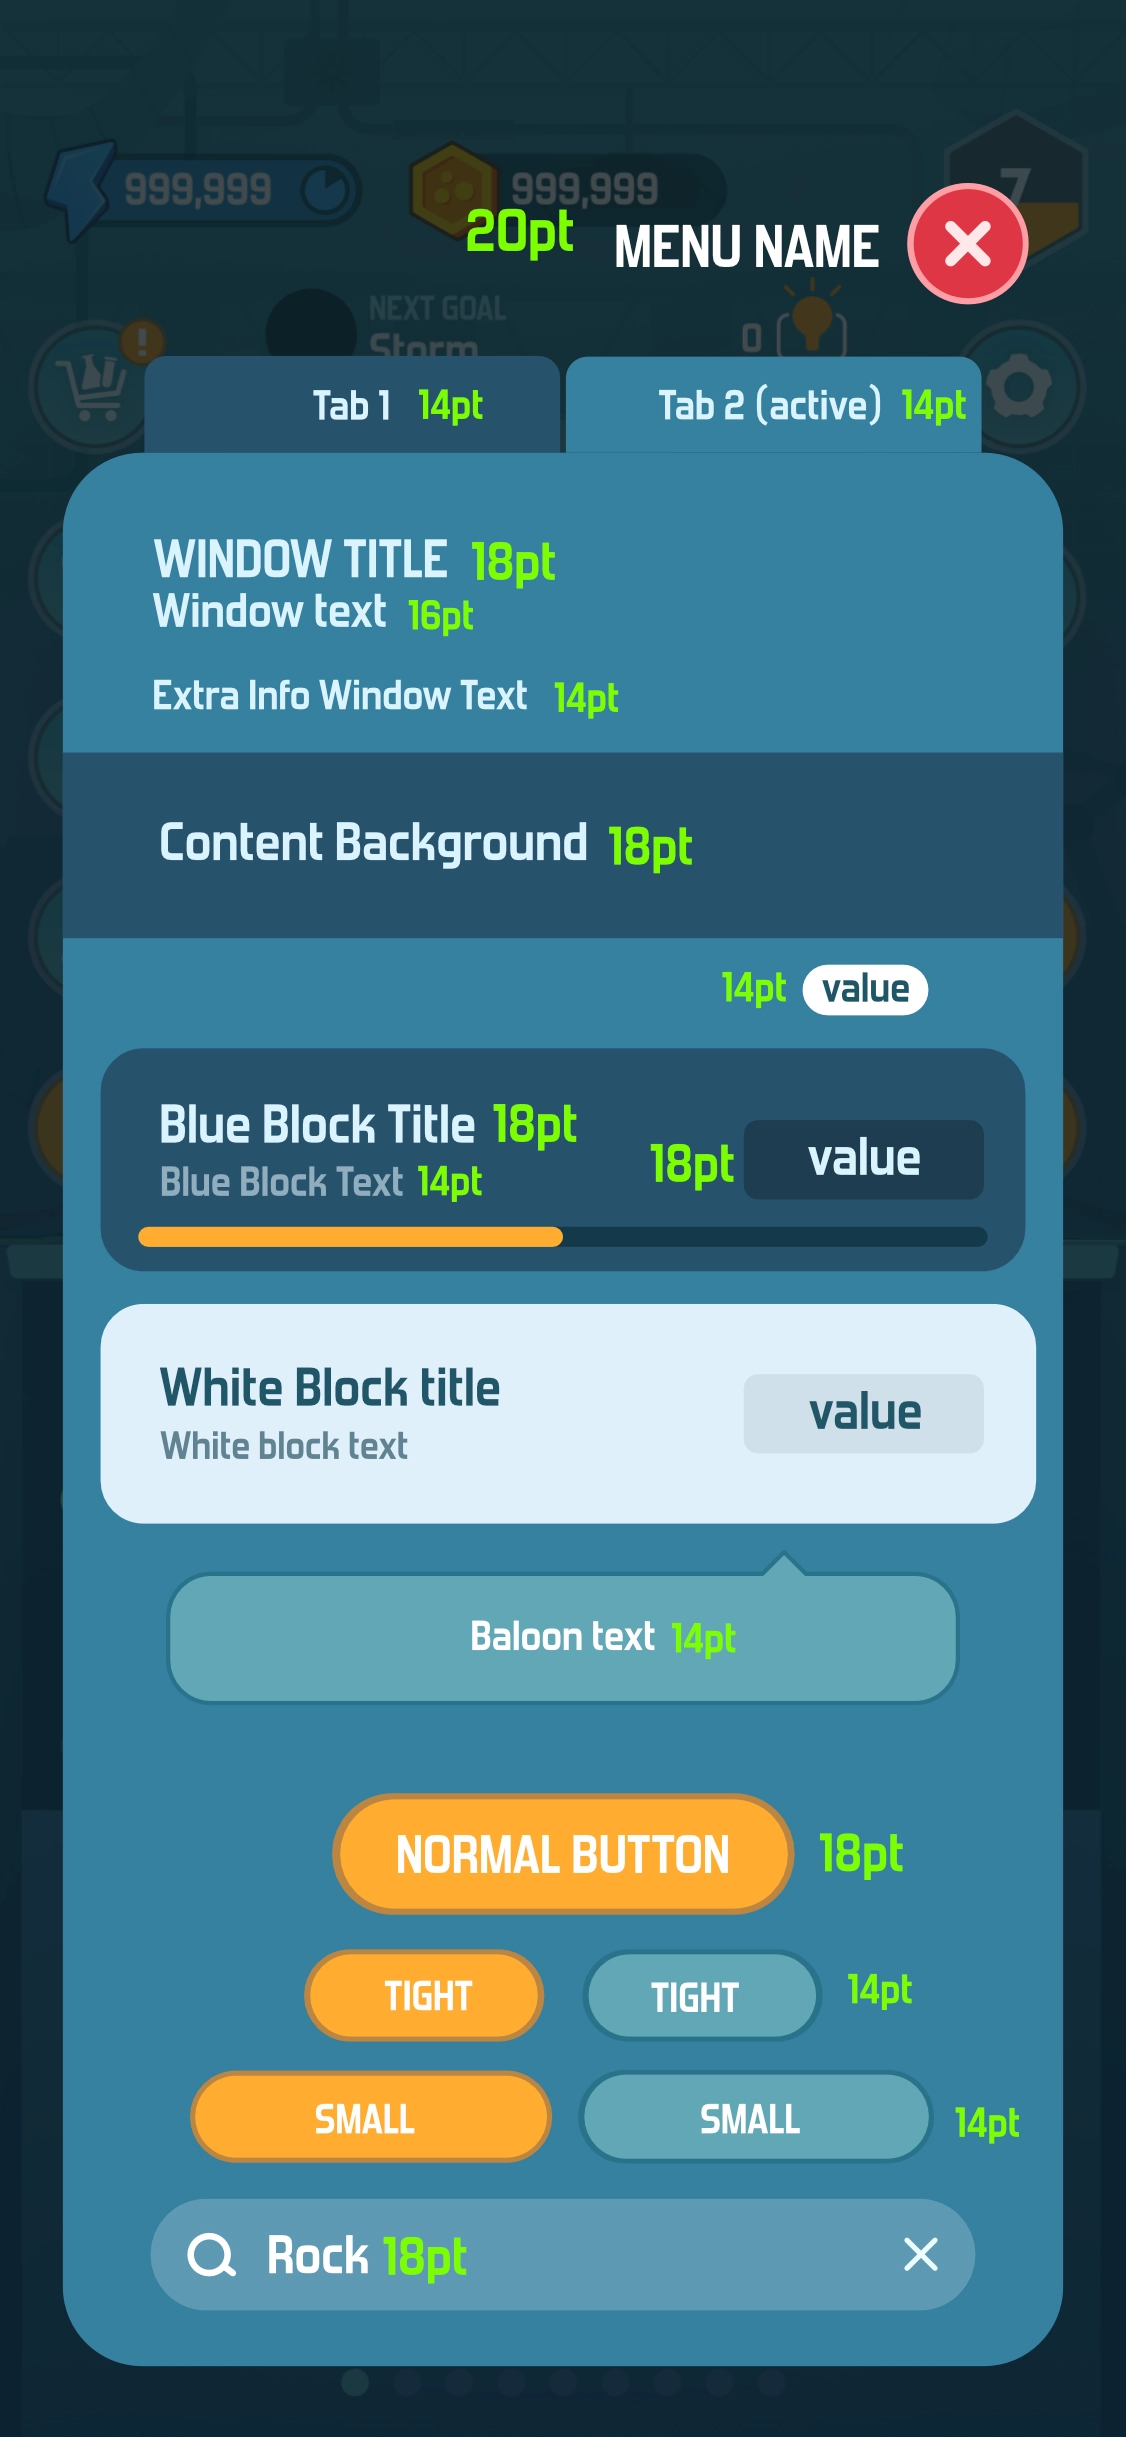 999,999
999,999
7
20pt MENU NAME
NEXT GOAL
Storm
0
!
Tab 1 14pt
Tab 2 (active) 14pt
WINDOW TITLE 18pt
Window text 16pt
Extra Info Window Text 14pt
Content Background 18pt
14pt value
Blue Block Title 18pt
Blue Block Text 14pt
18pt value
White Block title
White block text
value
Baloon text 14pt
NORMAL BUTTON 18pt
TIGHT TIGHT 14pt
SMALL SMALL 14pt
Rock 18pt